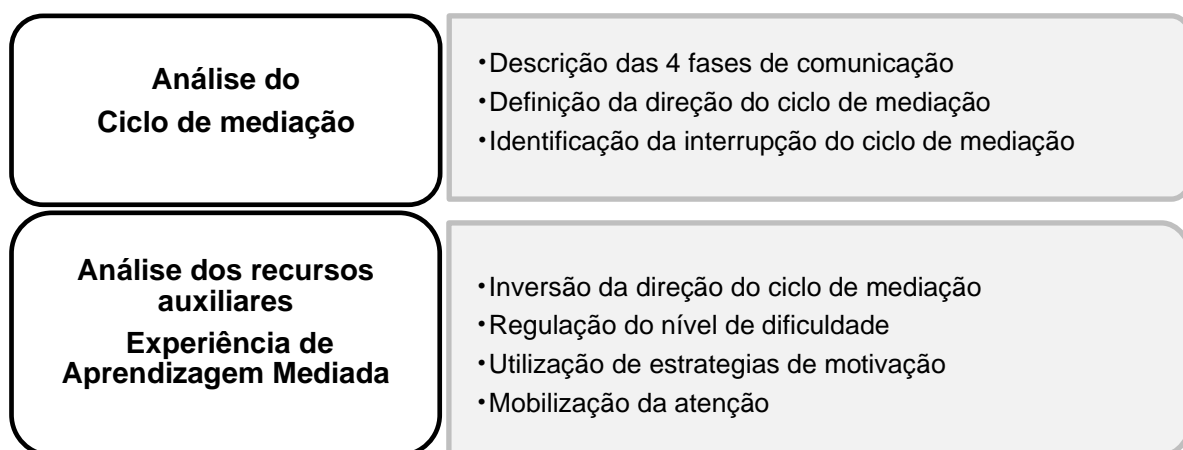 Análise do
Ciclo de mediação
•Descrição das 4 fases de comunicação
•Definição da direção do ciclo de mediação
•Identificação da interrupção do ciclo de mediação
Análise dos recursos
auxiliares
Experiência de
Aprendizagem Mediada
•Inversão da direção do ciclo de mediação
•Regulação do nível de dificuldade
•Utilização de estrategias de motivação
•Mobilização da atenção